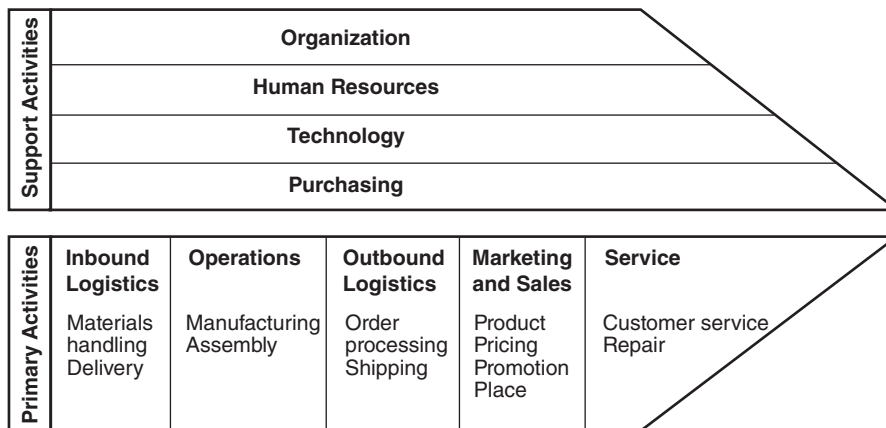 Support Activities
Organization
Human Resources
Technology
Purchasing
Primary Activities
Inbound
Logistics
Materials
handling
Delivery
Operations
Manufacturing
Assembly
Outbound
Logistics
Order
processing
Shipping
Marketing
and Sales
Product
Pricing
Promotion
Place
Service
Customer service
Repair